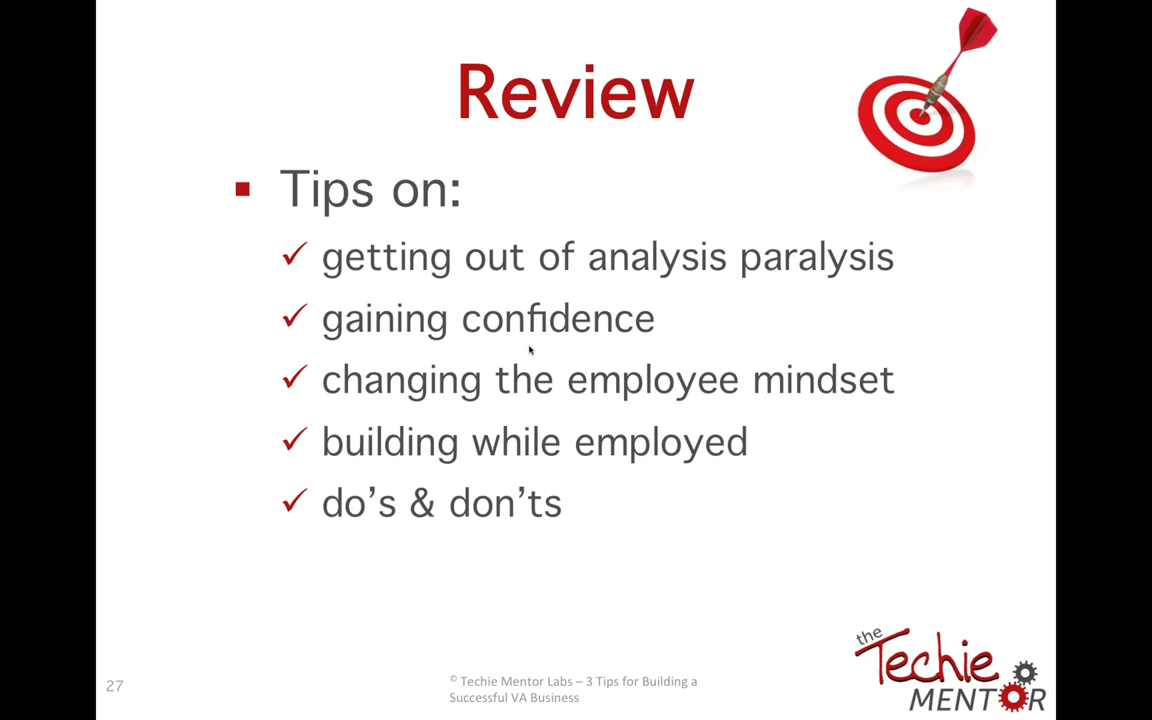 Review
Tips on:
getting out of analysis paralysis
gaining confidence
changing the employee mindset
building while employed
do’s & don’ts
27
© Techie Mentor Labs – 3 Tips for Building a
Successful VA Business
the
Techie
MENTOR